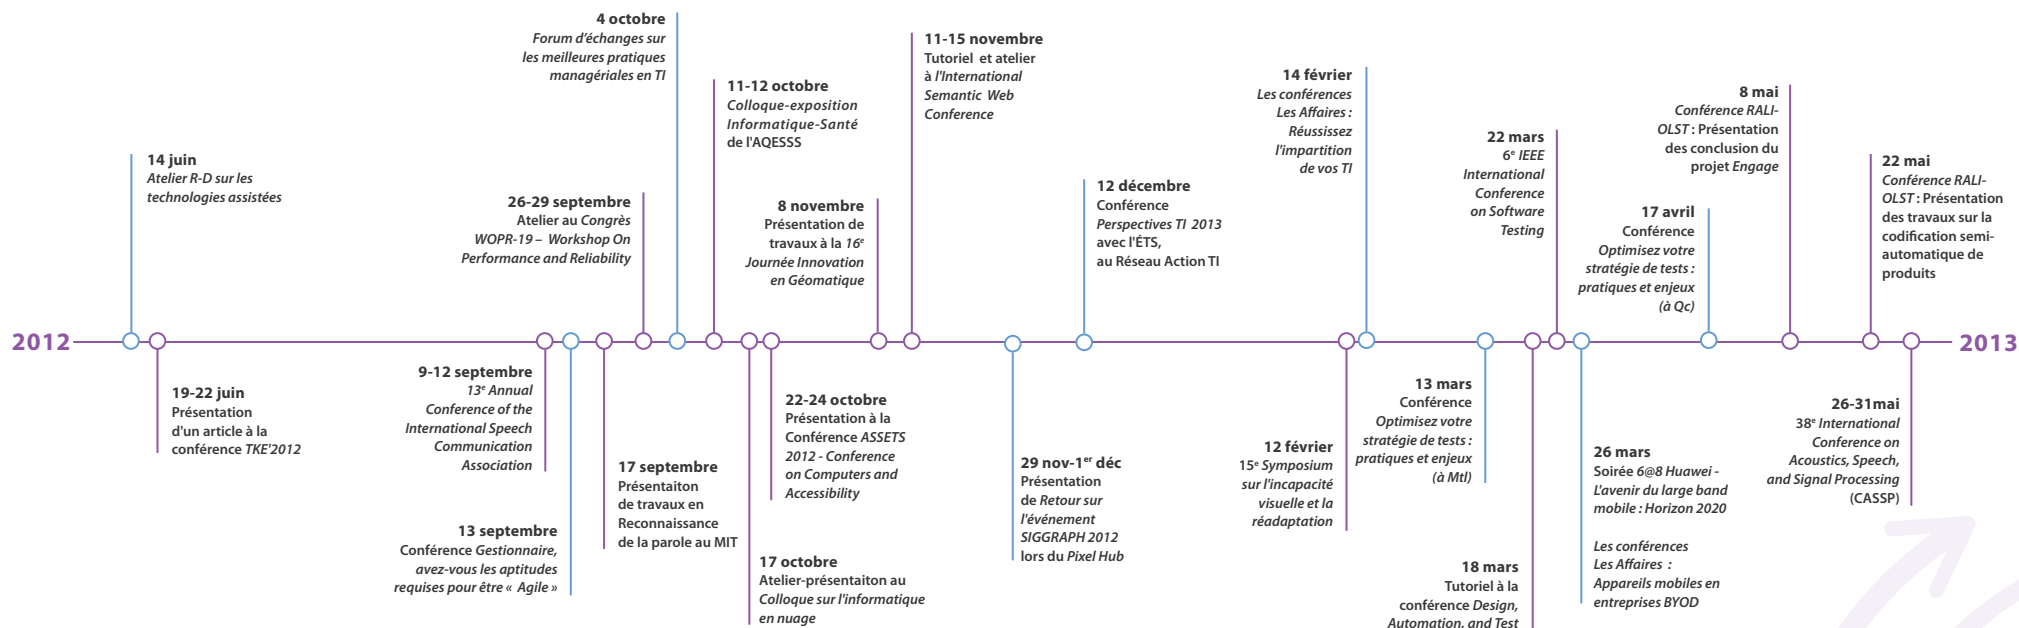 2012
14 juin
Atelier R-D sur les
technologies assistées
19-22 juin
Présentation
d'un article à la
conférence TKE'2012
9-12 septembre
13e Annual
Conference of the
International Speech
Communication
Association
13 septembre
Conférence Gestionnaire,
avez-vous les aptitudes
requises pour être « Agile »
17 septembre
Présentaiton
de travaux en
Reconnaissance
de la parole au MIT
26-29 septembre
Atelier au Congrès
WOPR-19 – Workshop On
Performance and Reliability
4 octobre
Forum d'échanges sur
les meilleures pratiques
managériales en TI
11-12 octobre
Colloque-exposition
Informatique-Santé
de l'AQESSS
17 octobre
Atelier-présentaiton au
Colloque sur l'informatique
en nuage
22-24 octobre
Présentation à la
Conférence ASSETS
2012 - Conference
on Computers and
Accessibility
8 novembre
Présentation de
travaux à la 16e
Journée Innovation
en Géomatique
11-15 novembre
Tutoriel et atelier
à l'International
Semantic Web
Conference
29 nov-1er déc
Présentation
de Retour sur
l'événement
SIGGRAPH 2012
lors du Pixel Hub
12 décembre
Conférence
Perspectives TI 2013
avec l'ÉTS,
au Réseau Action TI
12 février
15e Symposium
sur l'incapacité
visuelle et la
réadaptation
14 février
Les conférences
Les Affaires :
Réussissez
l'impartition
de vos TI
13 mars
Conférence
Optimisez votre
stratégie de tests :
pratiques et enjeux
(à Mtl)
18 mars
Tutoriel à la
conférence Design,
Automation, and Test
22 mars
6e IEEE
International
Conference
on Software
Testing
26 mars
Soirée 6@8 Huawei -
L'avenir du large band
mobile : Horizon 2020
Les conférences
Les Affaires :
Appareils mobiles en
entreprises BYOD
17 avril
Conférence
Optimisez votre
stratégie de tests :
pratiques et enjeux
(à Qc)
8 mai
Conférence RALI-
OLST : Présentation
des conclusion du
projet Engage
22 mai
Conférence RALI-
OLST : Présentation
des travaux sur la
codification semi-
automatique de
produits
26-31mai
38e International
Conference on
Acoustics, Speech,
and Signal Processing
(CASSP)
2013